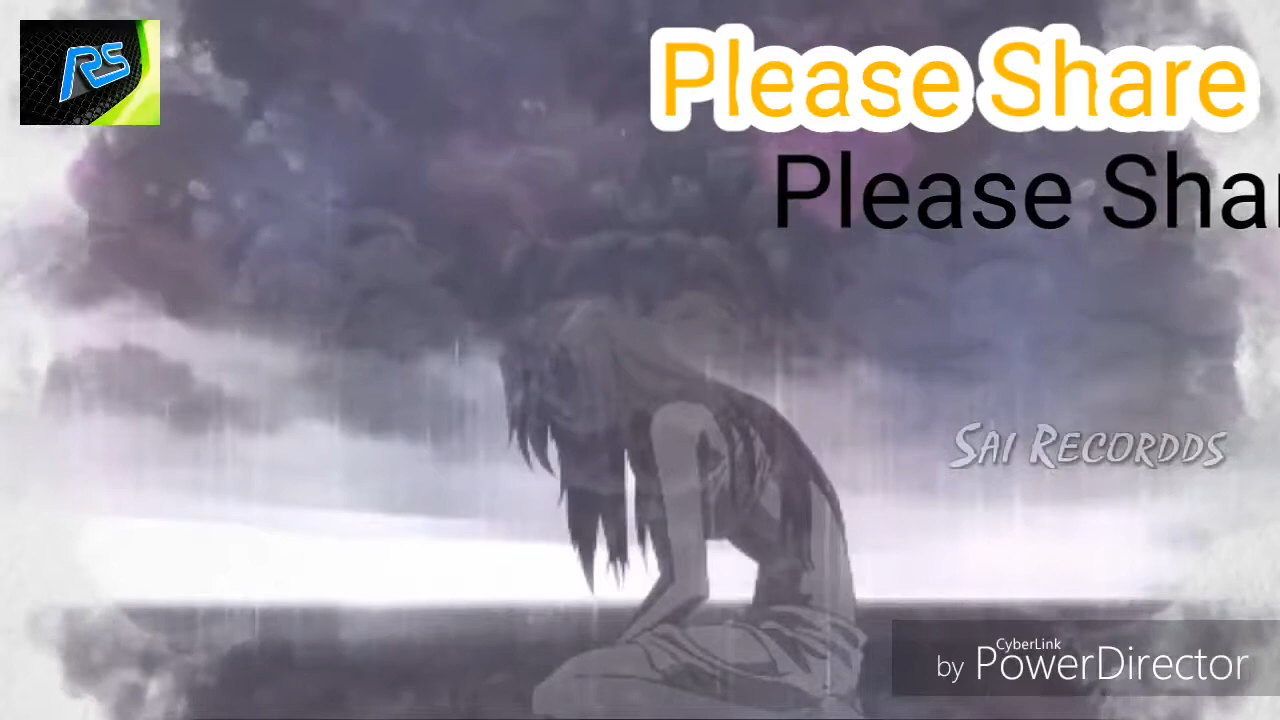 RS
Please Share
Please Shar
SAI RECORDDS
CyberLink
by PowerDirector